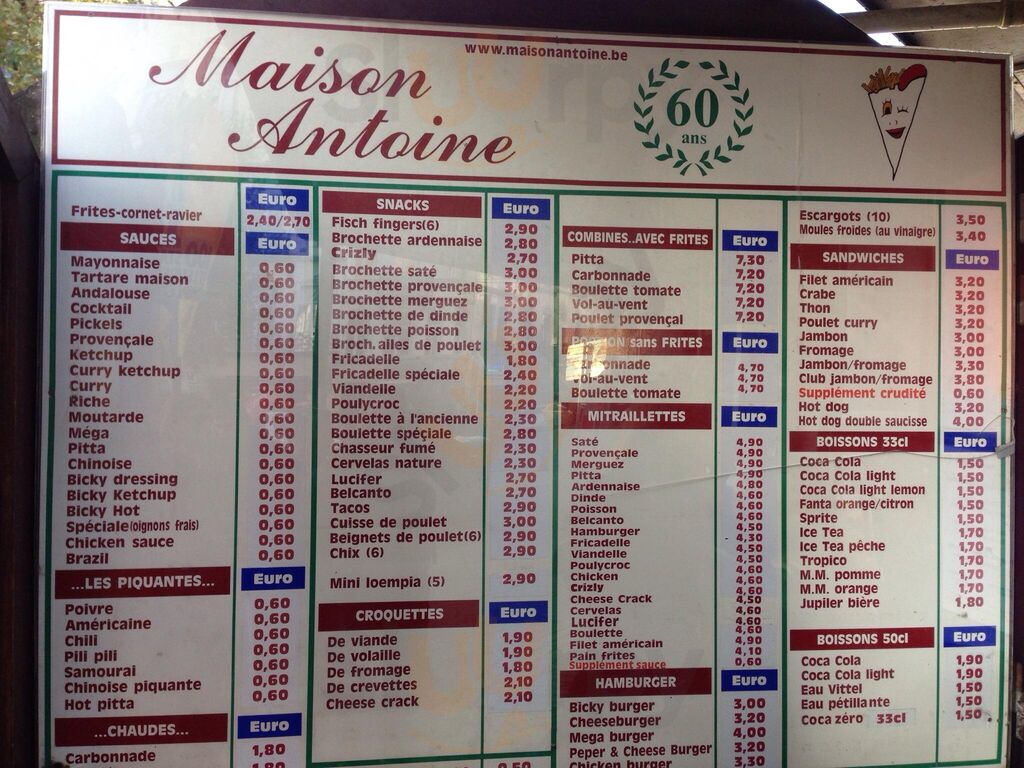 www.maisonantoine.be
Maison
Antoine
60
ans
Euro
Frites-cornet-ravier 2,40/2,70
SAUCES Euro
Mayonnaise 0,60
Tartare maison 0,60
Andalouse 0,60
Cocktail 0,60
Pickels 0,60
Provençale 0,60
Ketchup 0,60
Curry ketchup 0,60
Curry 0,60
Riche 0,60
Moutarde 0,60
Méga 0,60
Pitta 0,60
Chinoise 0,60
Bicky dressing 0,60
Bicky Ketchup 0,60
Bicky Hot 0,60
Spéciale(oignons frais) 0,60
Chicken sauce 0,60
Brazil 0,60
...LES PIQUANTES... Euro
Poivre 0,60
Américaine 0,60
Chili 0,60
Pili pili 0,60
Samourai 0,60
Chinoise piquante 0,60
Hot pitta 0,60
...CHAUDES... Euro
Carbonnade 1,80
1,80
SNACKS Euro
Fisch fingers(6) 2,90
Brochette ardennaise 2,80
Crizly 2,70
Brochette saté 3,00
Brochette provençale 3,00
Brochette merguez 3,00
Brochette de dinde 2,80
Brochette poisson 2,80
Broch.ailes de poulet 3,00
Fricadelle 1,80
Fricadelle spéciale 2,40
Viandelle 2,20
Poulycroc 2,20
Boulette à l'ancienne 2,30
Boulette spéçiale 2,80
Chasseur fumé 2,30
Cervelas nature 2,30
Lucifer 2,70
Belcanto 2,70
Tacos 2,90
Cuisse de poulet 3,00
Beignets de poulet(6) 2,90
Chix (6) 2,90
Mini loempia (5) 2,90
CROQUETTES Euro
De viande 1,90
De volaille 1,90
De fromage 1,80
De crevettes 2,10
Cheese crack 2,10
0,50
COMBINES..AVEC FRITES Euro
Pitta 7,30
Carbonnade 7,20
Boulette tomate 7,20
Vol-au-vent 7,20
Poulet provençal 7,20
sans FRITES Euro
4,70
Vol-au-vent 4,70
Boulette tomate 4,70
MITRAILLETTES Euro
Saté 4,90
Provençale 4,90
Merguez 4,90
Pitta 4,90
Ardennaise 4,80
Dinde 4,60
Poisson 4,60
Belcanto 4,60
Hamburger 4,50
Fricadelle 4,30
Viandelle 4,50
Poulycroc 4,50
Chicken 4,60
Crizly 4,60
Cheese Crack 4,50
Cervelas 4,60
Lucifer 4,60
Boulette 4,60
Filet américain 4,90
Pain frites 4,10
Supplément sauce 0,60
HAMBURGER Euro
Bicky burger 3,00
Cheeseburger 3,20
Mega burger 4,00
Peper & Cheese Burger 3,20
Chicken burger 3,30
Escargots (10) 3,50
Moules froides (au vinaigre) 3,40
SANDWICHES Euro
Filet américain 3,20
Crabe 3,20
Thon 3,20
Poulet curry 3,20
Jambon 3,00
Fromage 3,00
Jambon/fromage 3,30
Club jambon/fromage 3,80
Supplément crudité 0,60
Hot dog 3,20
Hot dog double saucisse 4,00
BOISSONS 33cl Euro
Coca Cola 1,50
Coca Cola light 1,50
Coca Cola light lemon 1,50
Fanta orange/citron 1,50
Sprite 1,50
Ice Tea 1,70
Ice Tea pêche 1,70
Tropico 1,70
M.M. pomme 1,70
M.M. orange 1,70
Jupiler bière 1,80
BOISSONS 50cl Euro
Coca Cola 1,90
Coca Cola light 1,90
Eau Vittel 1,50
Eau pétillante 1,50
Coca zéro 33cl 1,50